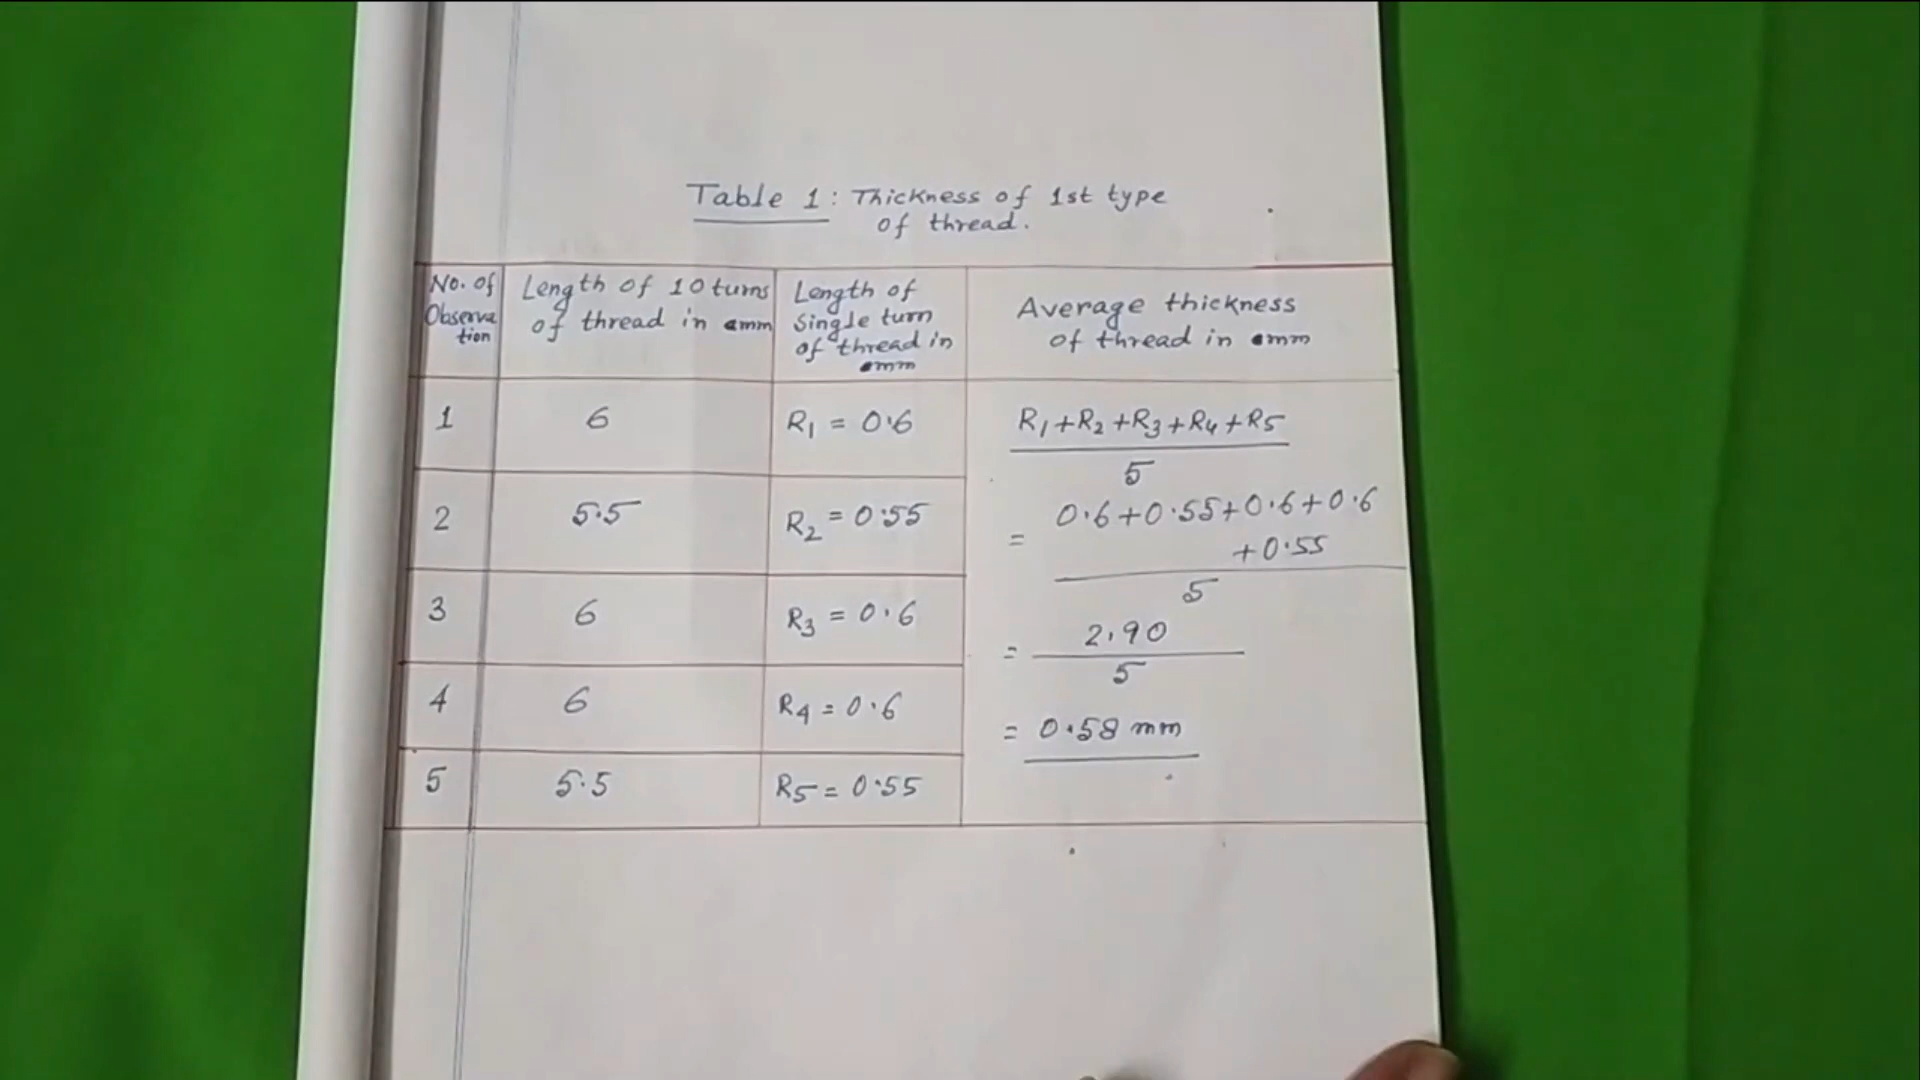 Table 1: Thickness of 1st type
of thread.
No. of
Observa
tion
Length of 10 turns
of thread in mm
Length of
Single turn
of thread in
mm
Average thickness
of thread in mm
1
6
R₁ = 0.6
2
5.5
R₂ = 0.55
3
6
R₃ = 0.6
4
6
R₄ = 0.6
5
5.5
R₅ = 0.55
R₁+R₂+R₃+R₄+R₅
5
= 0.6+0.55+0.6+0.6
+0.55
5
= 2.90
5
= 0.58 mm